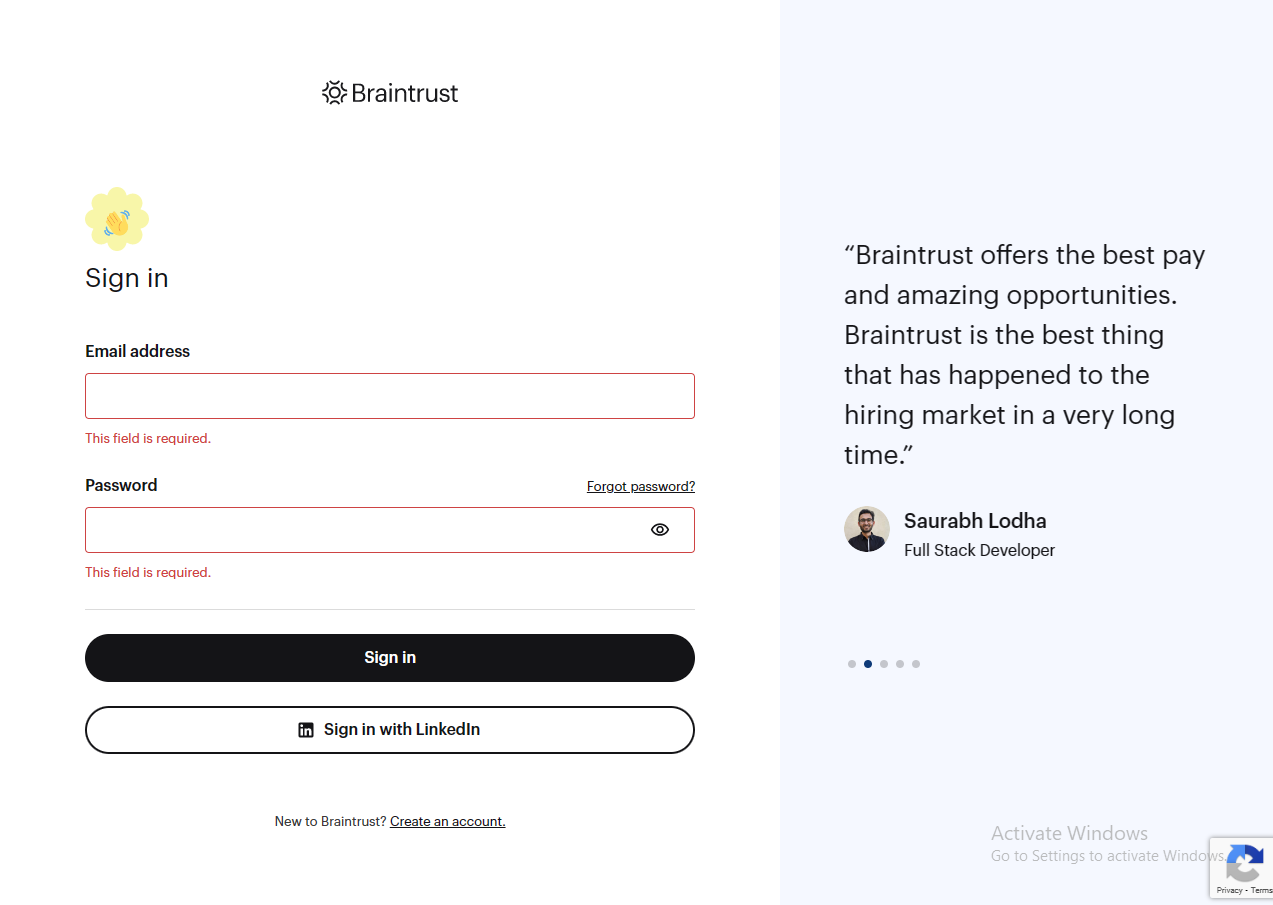 Braintrust
Sign in
Email address
This field is required.
Password
Forgot password?
This field is required.
Sign in
Sign in with LinkedIn
New to Braintrust? Create an account.
“Braintrust offers the best pay
and amazing opportunities.
Braintrust is the best thing
that has happened to the
hiring market in a very long
time.”
Saurabh Lodha
Full Stack Developer
Activate Windows
Go to Settings to activate Windows.
Privacy - Terms